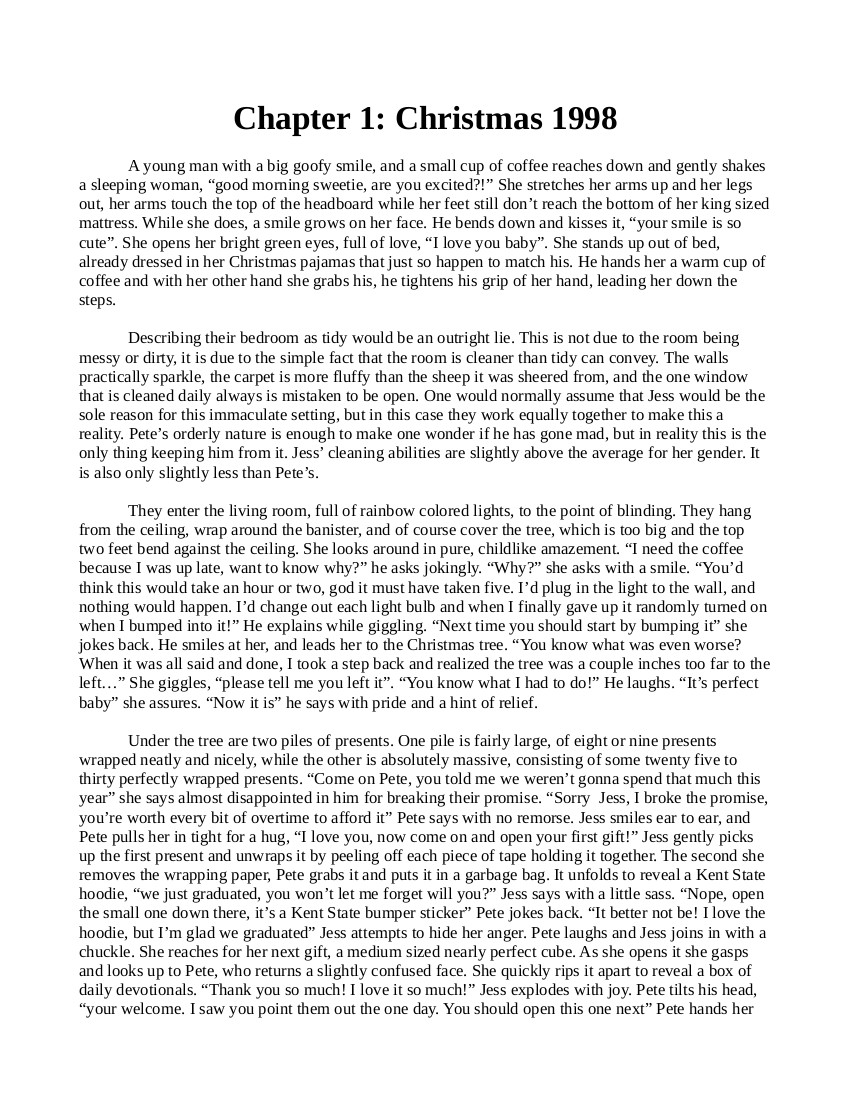 Chapter 1: Christmas 1998
A young man with a big goofy smile, and a small cup of coffee reaches down and gently shakes
a sleeping woman, “good morning sweetie, are you excited?!” She stretches her arms up and her legs
out, her arms touch the top of the headboard while her feet still don’t reach the bottom of her king sized
mattress. While she does, a smile grows on her face. He bends down and kisses it, “your smile is so
cute”. She opens her bright green eyes, full of love, “I love you baby”. She stands up out of bed,
already dressed in her Christmas pajamas that just so happen to match his. He hands her a warm cup of
coffee and with her other hand she grabs his, he tightens his grip of her hand, leading her down the
steps.
Describing their bedroom as tidy would be an outright lie. This is not due to the room being
messy or dirty, it is due to the simple fact that the room is cleaner than tidy can convey. The walls
practically sparkle, the carpet is more fluffy than the sheep it was sheered from, and the one window
that is cleaned daily always is mistaken to be open. One would normally assume that Jess would be the
sole reason for this immaculate setting, but in this case they work equally together to make this a
reality. Pete’s orderly nature is enough to make one wonder if he has gone mad, but in reality this is the
only thing keeping him from it. Jess’ cleaning abilities are slightly above the average for her gender. It
is also only slightly less than Pete’s.
They enter the living room, full of rainbow colored lights, to the point of blinding. They hang
from the ceiling, wrap around the banister, and of course cover the tree, which is too big and the top
two feet bend against the ceiling. She looks around in pure, childlike amazement. “I need the coffee
because I was up late, want to know why?” he asks jokingly. “Why?” she asks with a smile. “You’d
think this would take an hour or two, god it must have taken five. I’d plug in the light to the wall, and
nothing would happen. I’d change out each light bulb and when I finally gave up it randomly turned on
when I bumped into it!” He explains while giggling. “Next time you should start by bumping it” she
jokes back. He smiles at her, and leads her to the Christmas tree. “You know what was even worse?
When it was all said and done, I took a step back and realized the tree was a couple inches too far to the
left…” She giggles, “please tell me you left it”. “You know what I had to do!” He laughs. “It’s perfect
baby” she assures. “Now it is” he says with pride and a hint of relief.
Under the tree are two piles of presents. One pile is fairly large, of eight or nine presents
wrapped neatly and nicely, while the other is absolutely massive, consisting of some twenty five to
thirty perfectly wrapped presents. “Come on Pete, you told me we weren’t gonna spend that much this
year” she says almost disappointed in him for breaking their promise. “Sorry  Jess, I broke the promise,
you’re worth every bit of overtime to afford it” Pete says with no remorse. Jess smiles ear to ear, and
Pete pulls her in tight for a hug, “I love you, now come on and open your first gift!” Jess gently picks
up the first present and unwraps it by peeling off each piece of tape holding it together. The second she
removes the wrapping paper, Pete grabs it and puts it in a garbage bag. It unfolds to reveal a Kent State
hoodie, “we just graduated, you won’t let me forget will you?” Jess says with a little sass. “Nope, open
the small one down there, it’s a Kent State bumper sticker” Pete jokes back. “It better not be! I love the
hoodie, but I’m glad we graduated” Jess attempts to hide her anger. Pete laughs and Jess joins in with a
chuckle. She reaches for her next gift, a medium sized nearly perfect cube. As she opens it she gasps
and looks up to Pete, who returns a slightly confused face. She quickly rips it apart to reveal a box of
daily devotionals. “Thank you so much! I love it so much!” Jess explodes with joy. Pete tilts his head,
“your welcome. I saw you point them out the one day. You should open this one next” Pete hands her